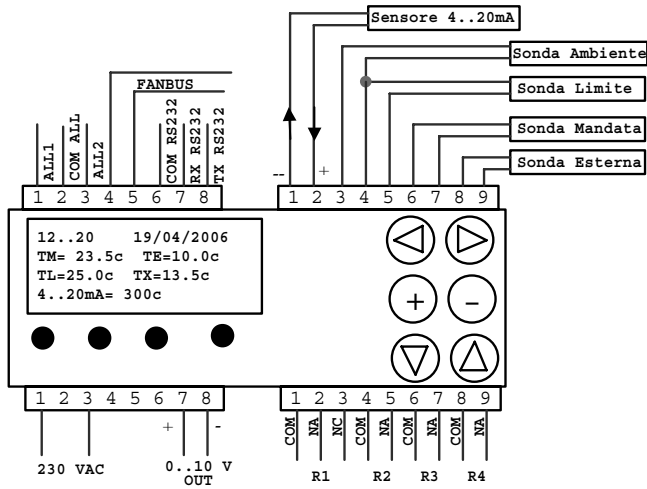 Sensore 4..20mA
Sonda Ambiente
Sonda Limite
Sonda Mandata
Sonda Esterna
FANBUS
ALL1
COM ALL
ALL2
COM RS232
RX RS232
TX RS232
-- +
1 2 3 4 5 6 7 8
1 2 3 4 5 6 7 8 9
12..20 19/04/2006
TM= 23.5c TE=10.0c
TL=25.0c TX=13.5c
4..20mA= 300c
+ -
1 2 3 4 5 6 7 8
1 2 3 4 5 6 7 8 9
+ -
COM NA NC COM NA COM NA COM NA
230 VAC
0..10 V
OUT
R1 R2 R3 R4